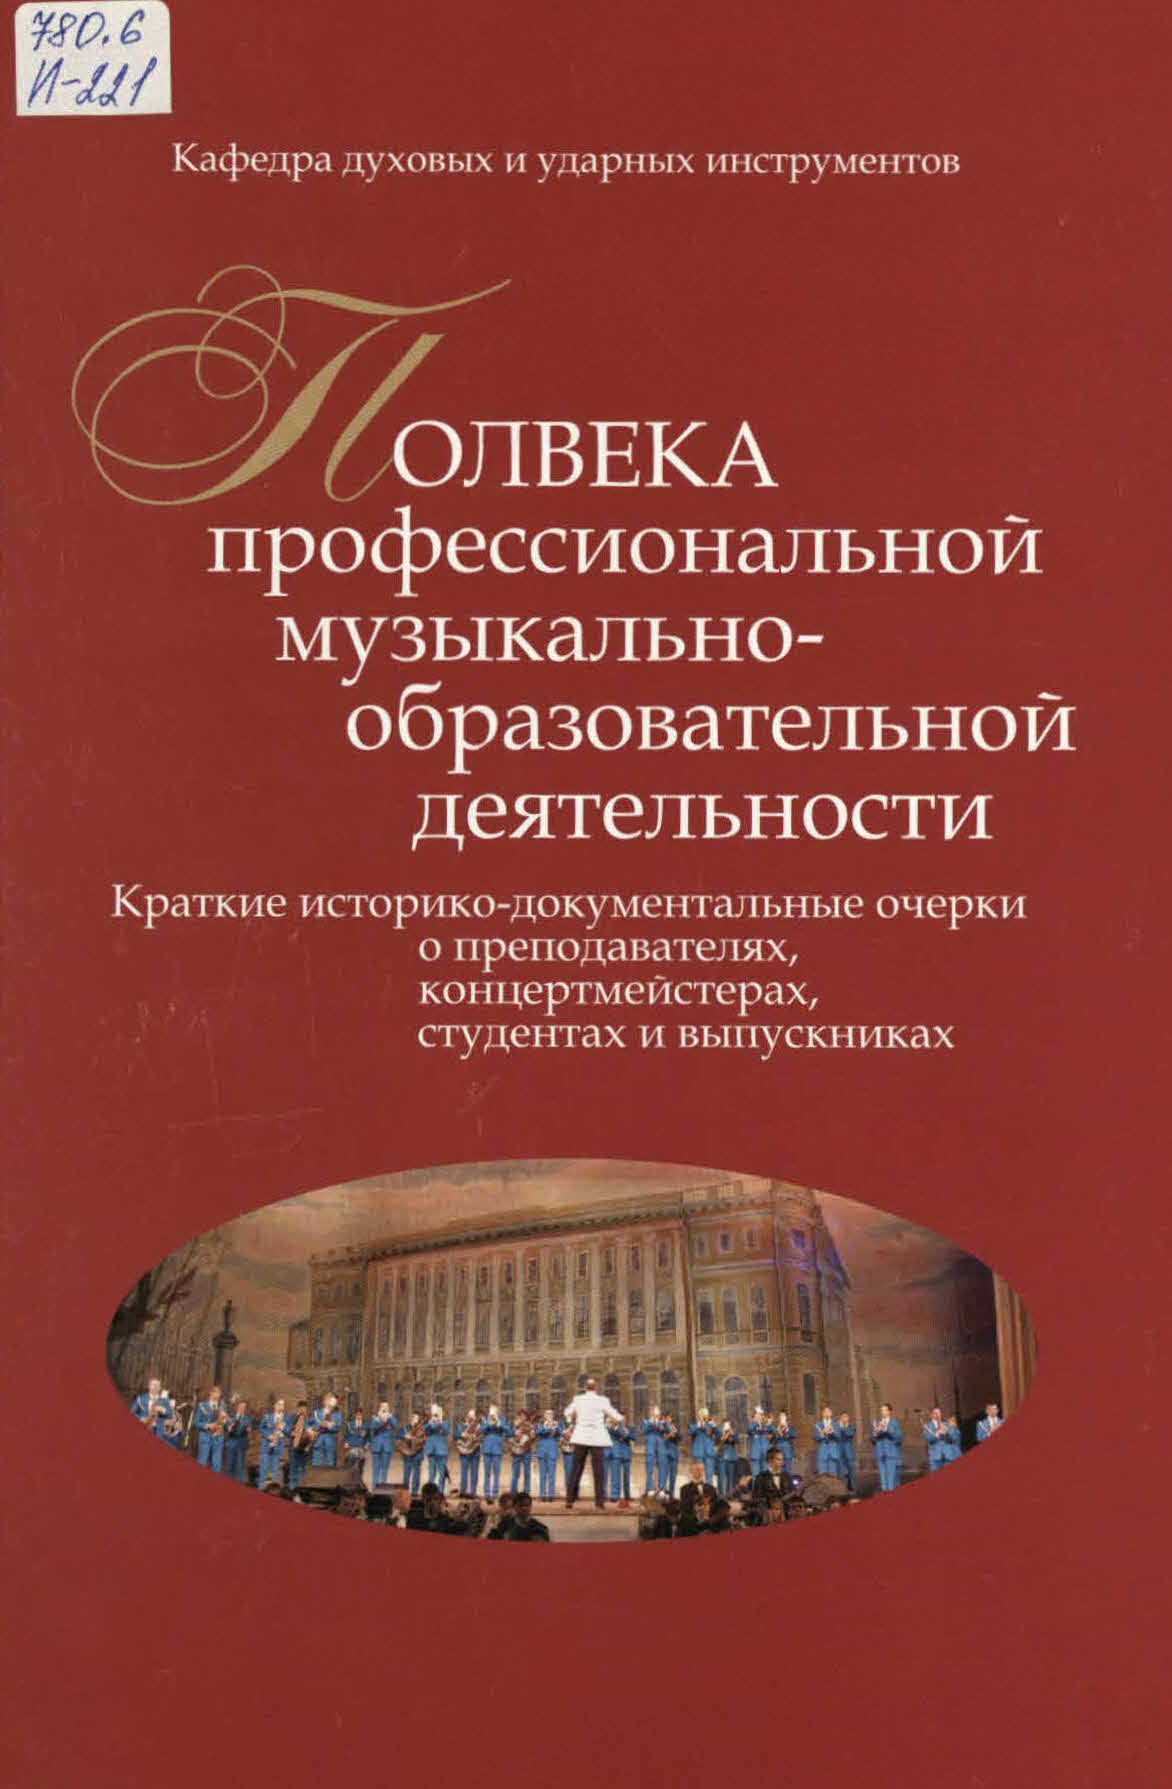 780.6
И-221
Кафедра духовых и ударных инструментов
ПОЛВЕКА
профессиональной
музыкально-
образовательной
деятельности
Краткие историко-документальные очерки
о преподавателях,
концертмейстерах,
студентах и выпускниках